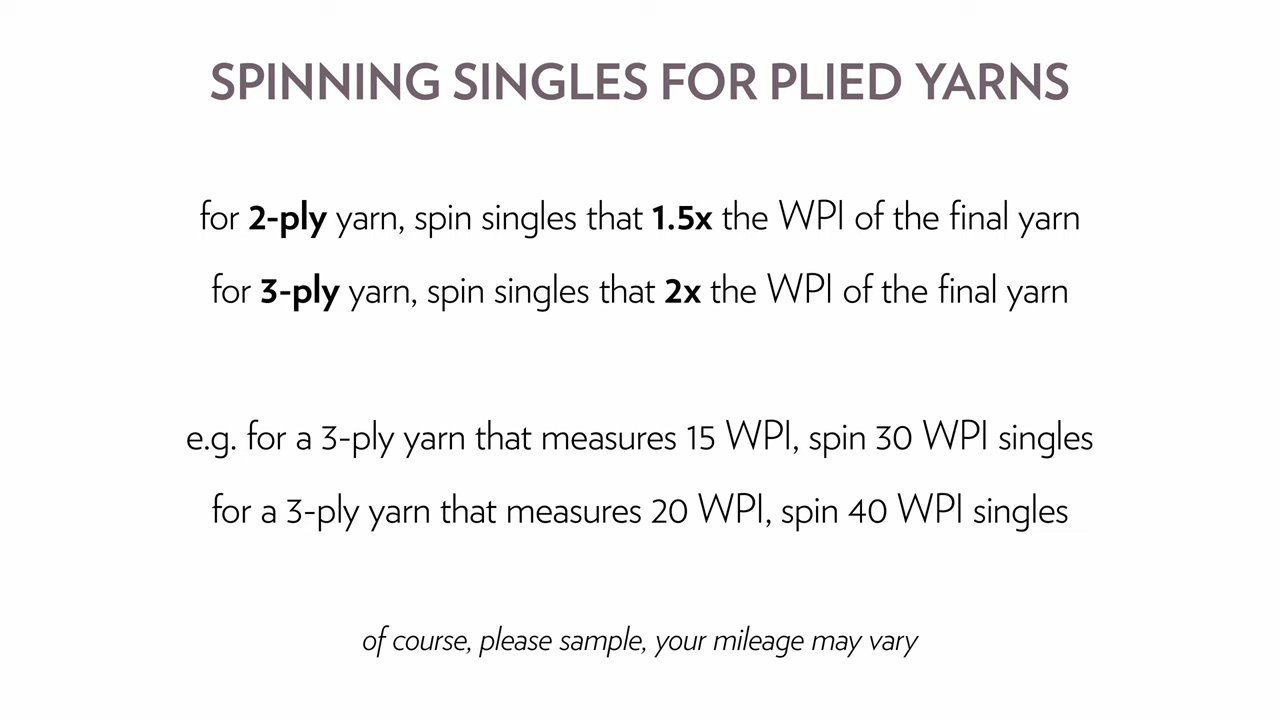 SPINNING SINGLES FOR PLIED YARNS
for 2-ply yarn, spin singles that 1.5x the WPI of the final yarn
for 3-ply yarn, spin singles that 2x the WPI of the final yarn
e.g. for a 3-ply yarn that measures 15 WPI, spin 30 WPI singles
for a 3-ply yarn that measures 20 WPI, spin 40 WPI singles
of course, please sample, your mileage may vary